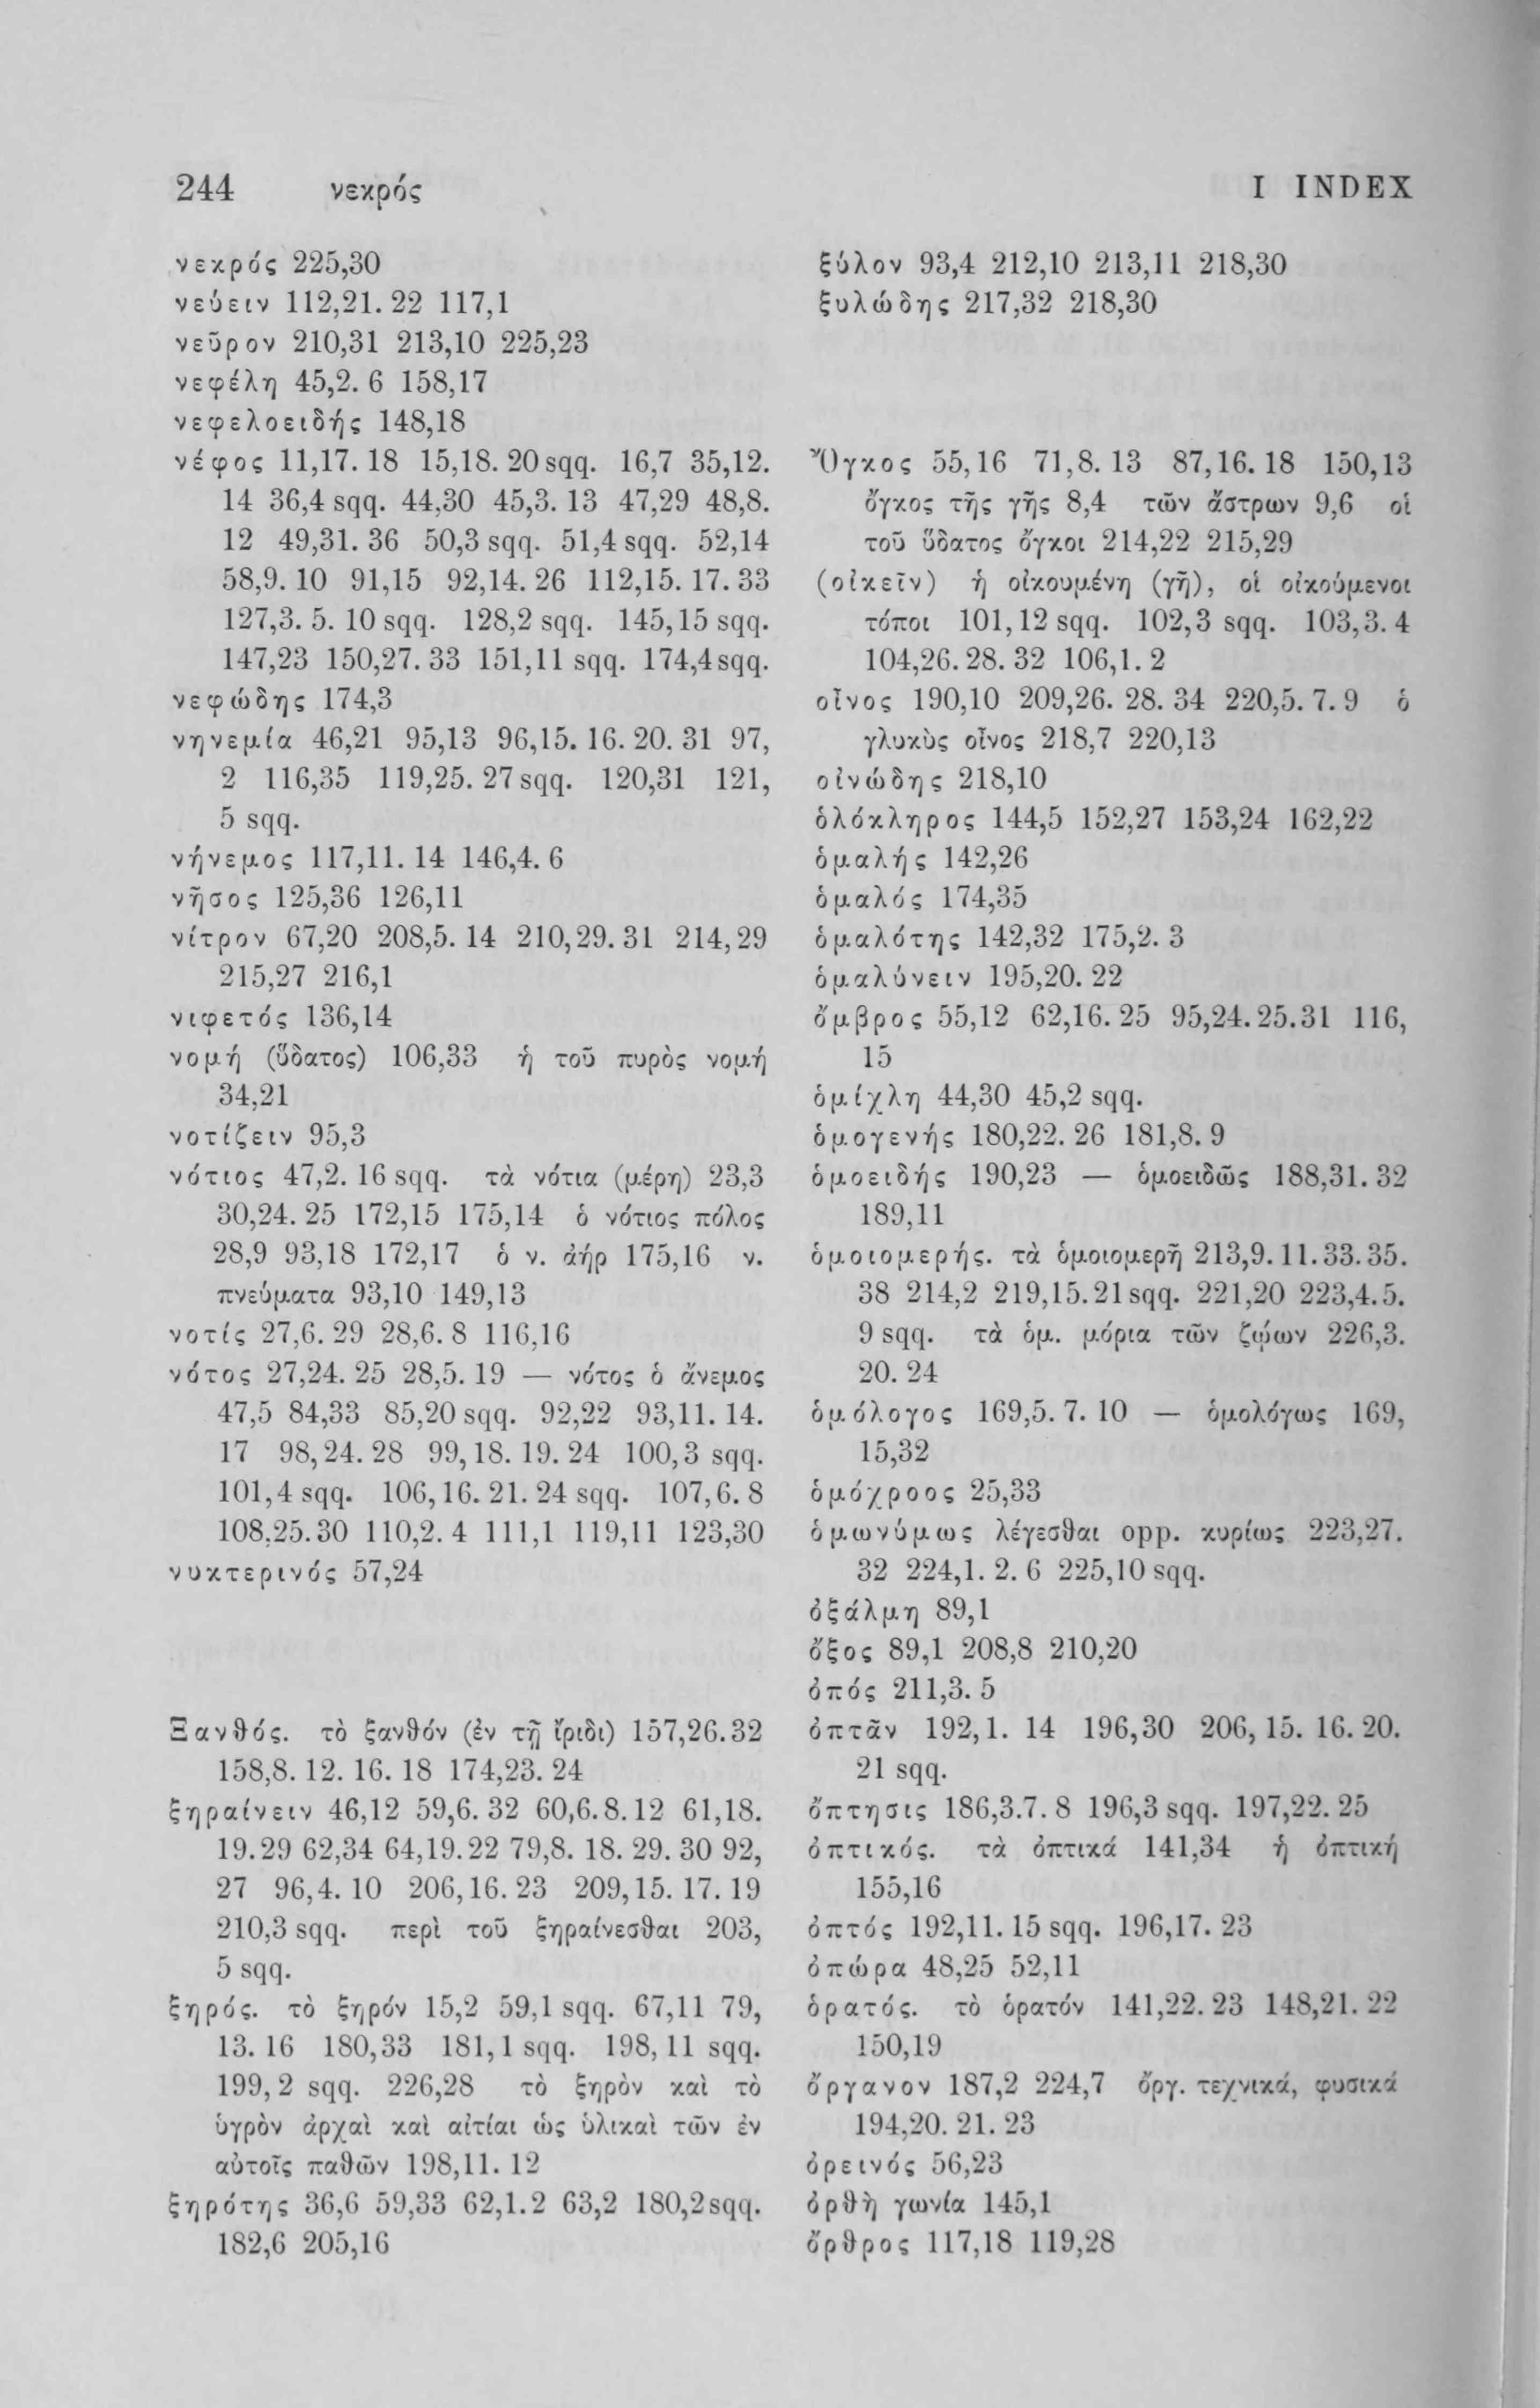 244 νεκρός I INDEX
νεκρός 225,30
νεύειν 112,21. 22 117,1
νεῦρον 210,31 213,10 225,23
νεφέλη 45,2. 6 158,17
νεφελοειδής 148,18
νέφος 11,17. 18 15,18. 20 sqq. 16,7 35,12.
14 36,4 sqq. 44,30 45,3. 13 47,29 48,8.
12 49,31. 36 50,3 sqq. 51,4 sqq. 52,14
58,9. 10 91,15 92,14. 26 112,15. 17. 33
127,3. 5. 10 sqq. 128,2 sqq. 145,15 sqq.
147,23 150,27. 33 151,11 sqq. 174,4 sqq.
νεφώδης 174,3
νηνεμία 46,21 95,13 96,15. 16. 20. 31 97,
2 116,35 119,25. 27 sqq. 120,31 121,
5 sqq.
νήνεμος 117,11. 14 146,4. 6
νῆσος 125,36 126,11
νίτρον 67,20 208,5. 14 210,29. 31 214,29
215,27 216,1
νιφετός 136,14
νομή (ὕδατος) 106,33 ἡ τοῦ πυρὸς νομή
34,21
νοτίζειν 95,3
νότιος 47,2. 16 sqq. τὰ νότια (μέρη) 23,3
30,24. 25 172,15 175,14 ὁ νότιος πόλος
28,9 93,18 172,17 ὁ ν. ἀήρ 175,16 ν.
πνεύματα 93,10 149,13
νοτίς 27,6. 29 28,6. 8 116,16
νότος 27,24. 25 28,5. 19 — νότος ὁ ἄνεμος
47,5 84,33 85,20 sqq. 92,22 93,11. 14.
17 98,24. 28 99,18. 19. 24 100,3 sqq.
101,4 sqq. 106,16. 21. 24 sqq. 107,6. 8
108,25. 30 110,2. 4 111,1 119,11 123,30
νυκτερινός 57,24
Ξανθός. τὸ ξανθόν (ἐν τῇ ἴριδι) 157,26. 32
158,8. 12. 16. 18 174,23. 24
ξηραίνειν 46,12 59,6. 32 60,6. 8. 12 61,18.
19. 29 62,34 64,19. 22 79,8. 18. 29. 30 92,
27 96,4. 10 206,16. 23 209,15. 17. 19
210,3 sqq. περὶ τοῦ ξηραίνεσθαι 203,
5 sqq.
ξηρός. τὸ ξηρόν 15,2 59,1 sqq. 67,11 79,
13. 16 180,33 181,1 sqq. 198,11 sqq.
199,2 sqq. 226,28 τὸ ξηρὸν καὶ τὸ
ὑγρὸν ἀρχαὶ καὶ αἰτίαι ὡς ὑλικαὶ τῶν ἐν
αὐτοῖς παθῶν 198,11. 12
ξηρότης 36,6 59,33 62,1. 2 63,2 180,2 sqq.
182,6 205,16
ξύλον 93,4 212,10 213,11 218,30
ξυλώδης 217,32 218,30
Ὄγκος 55,16 71,8. 13 87,16. 18 150,13
ὄγκος τῆς γῆς 8,4 τῶν ἄστρων 9,6 οἱ
τοῦ ὕδατος ὄγκοι 214,22 215,29
(οἰκεῖν) ἡ οἰκουμένη (γῆ), οἱ οἰκούμενοι
τόποι 101,12 sqq. 102,3 sqq. 103,3. 4
104,26. 28. 32 106,1. 2
οἶνος 190,10 209,26. 28. 34 220,5. 7. 9 ὁ
γλυκὺς οἶνος 218,7 220,13
οἰνώδης 218,10
ὁλόκληρος 144,5 152,27 153,24 162,22
ὁμαλής 142,26
ὁμαλός 174,35
ὁμαλότης 142,32 175,2. 3
ὁμαλύνειν 195,20. 22
ὄμβρος 55,12 62,16. 25 95,24. 25. 31 116,
15
ὁμίχλη 44,30 45,2 sqq.
ὁμογενής 180,22. 26 181,8. 9
ὁμοειδής 190,23 — ὁμοειδῶς 188,31. 32
189,11
ὁμοιομερής. τὰ ὁμοιομερῆ 213,9. 11. 33. 35.
38 214,2 219,15. 21 sqq. 221,20 223,4. 5.
9 sqq. τὰ ὁμ. μόρια τῶν ζῴων 226,3.
20. 24
ὁμόλογος 169,5. 7. 10 — ὁμολόγως 169,
15,32
ὁμόχροος 25,33
ὁμωνύμως λέγεσθαι opp. κυρίως 223,27.
32 224,1. 2. 6 225,10 sqq.
ὀξάλμη 89,1
ὄξος 89,1 208,8 210,20
ὀπός 211,3. 5
ὀπτᾶν 192,1. 14 196,30 206,15. 16. 20.
21 sqq.
ὄπτησις 186,3. 7. 8 196,3 sqq. 197,22. 25
ὀπτικός. τὰ ὀπτικά 141,34 ἡ ὀπτική
155,16
ὀπτός 192,11. 15 sqq. 196,17. 23
ὀπώρα 48,25 52,11
ὁρατός. τὸ ὁρατόν 141,22. 23 148,21. 22
150,19
ὄργανον 187,2 224,7 ὄργ. τεχνικά, φυσικά
194,20. 21. 23
ὀρεινός 56,23
ὀρθὴ γωνία 145,1
ὄρθρος 117,18 119,28